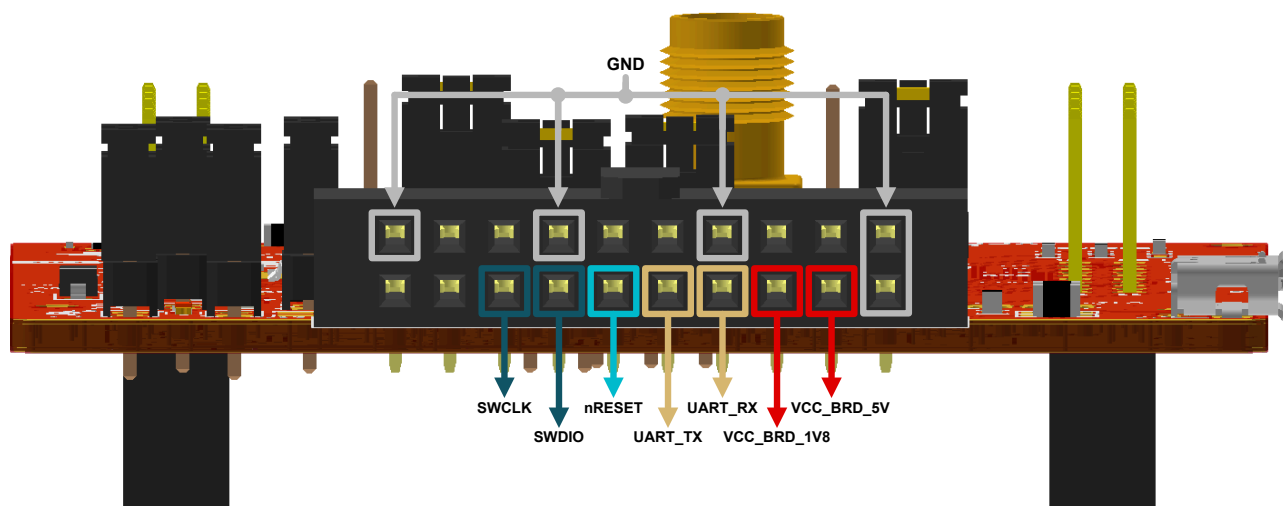 GND
SWCLK
nRESET
UART_RX
VCC_BRD_5V
SWDIO
UART_TX
VCC_BRD_1V8